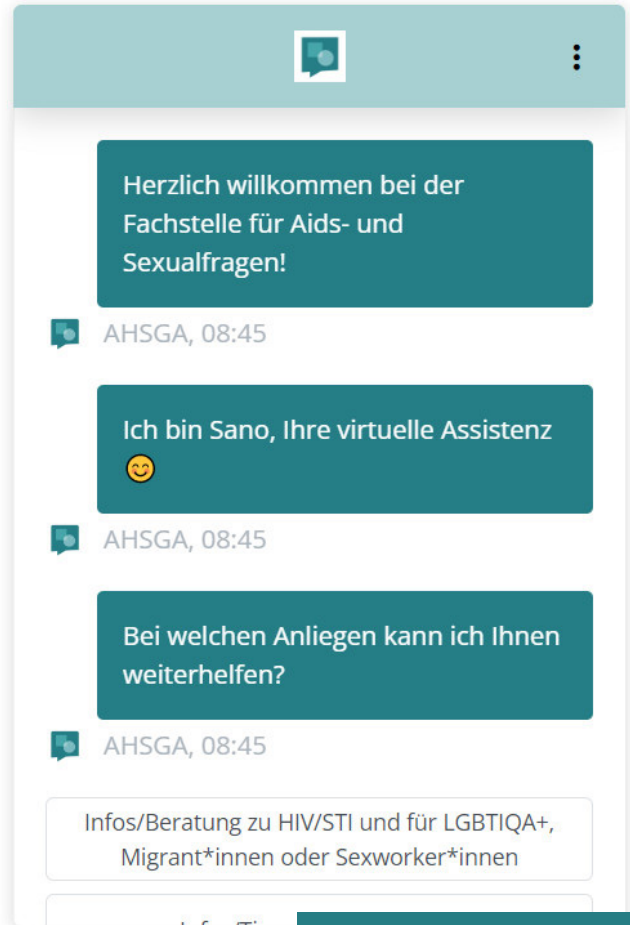 Herzlich willkommen bei der
Fachstelle für Aids- und
Sexualfragen!
AHSGA, 08:45
Ich bin Sano, Ihre virtuelle Assistenz
😊
AHSGA, 08:45
Bei welchen Anliegen kann ich Ihnen
weiterhelfen?
AHSGA, 08:45
Infos/Beratung zu HIV/STI und für LGBTIQA+,
Migrant*innen oder Sexworker*innen